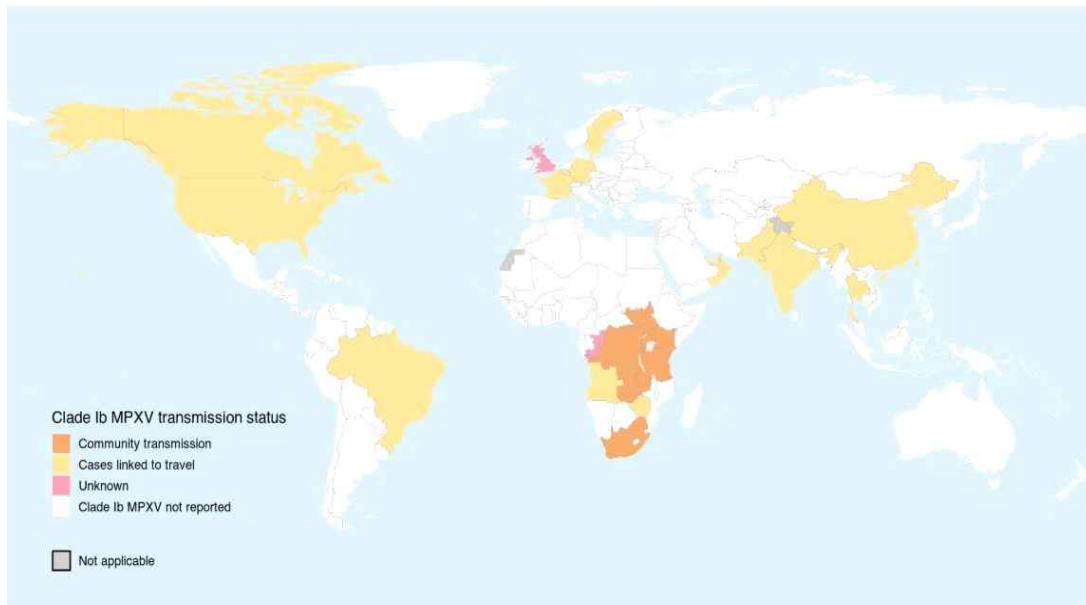 Clade Ib MPXV transmission status
Community transmission
Cases linked to travel
Unknown
Clade Ib MPXV not reported
Not applicable